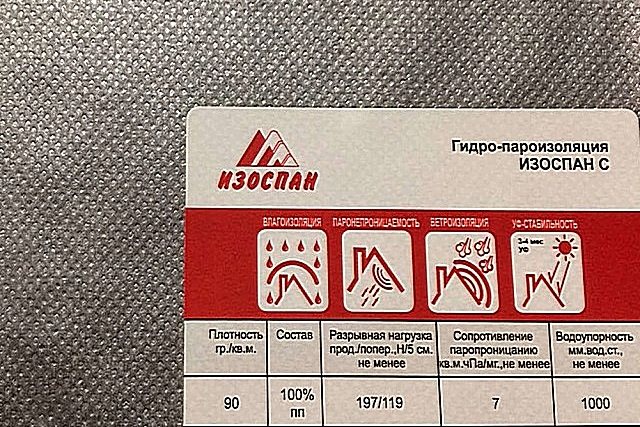 Гидро-пароизоляция
ИЗОСПАН С
ИЗОСПАН
ВЛАГОИЗОЛЯЦИЯ ПАРОНЕПРОНИЦАЕМОСТЬ ВЕТРОИЗОЛЯЦИЯ УФ-СТАБИЛЬНОСТЬ
3-4 мес
УФ
Плотность Состав Разрывная нагрузка Сопротивление Водоупорность
гр./кв.м. прод./попер.,Н/5 см. паропроницанию мм.вод.ст.,
не менее кв.м.чПа/мг.,не менее не менее
90 100% 197/119 7 1000
пп